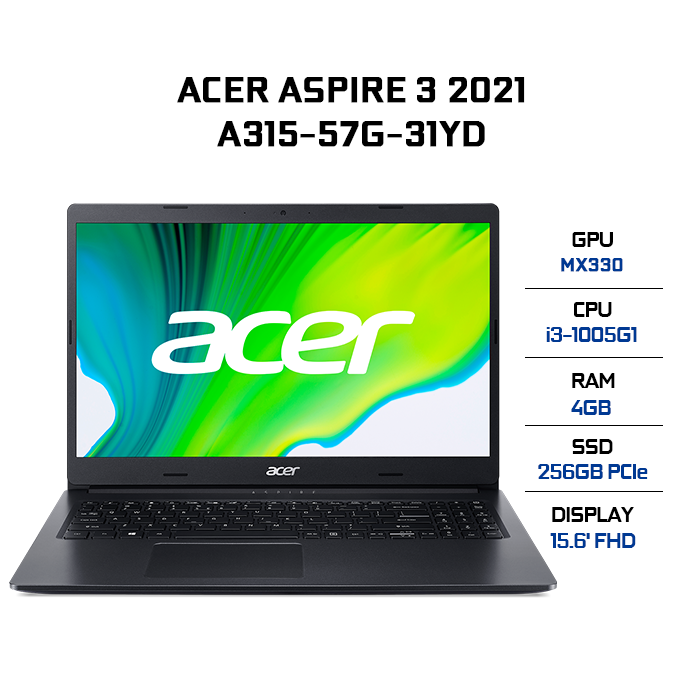 ACER ASPIRE 3 2021
A315-57G-31YD
acer
acer
GPU
MX330
CPU
i3-1005G1
RAM
4GB
SSD
256GB PCIe
DISPLAY
15.6' FHD